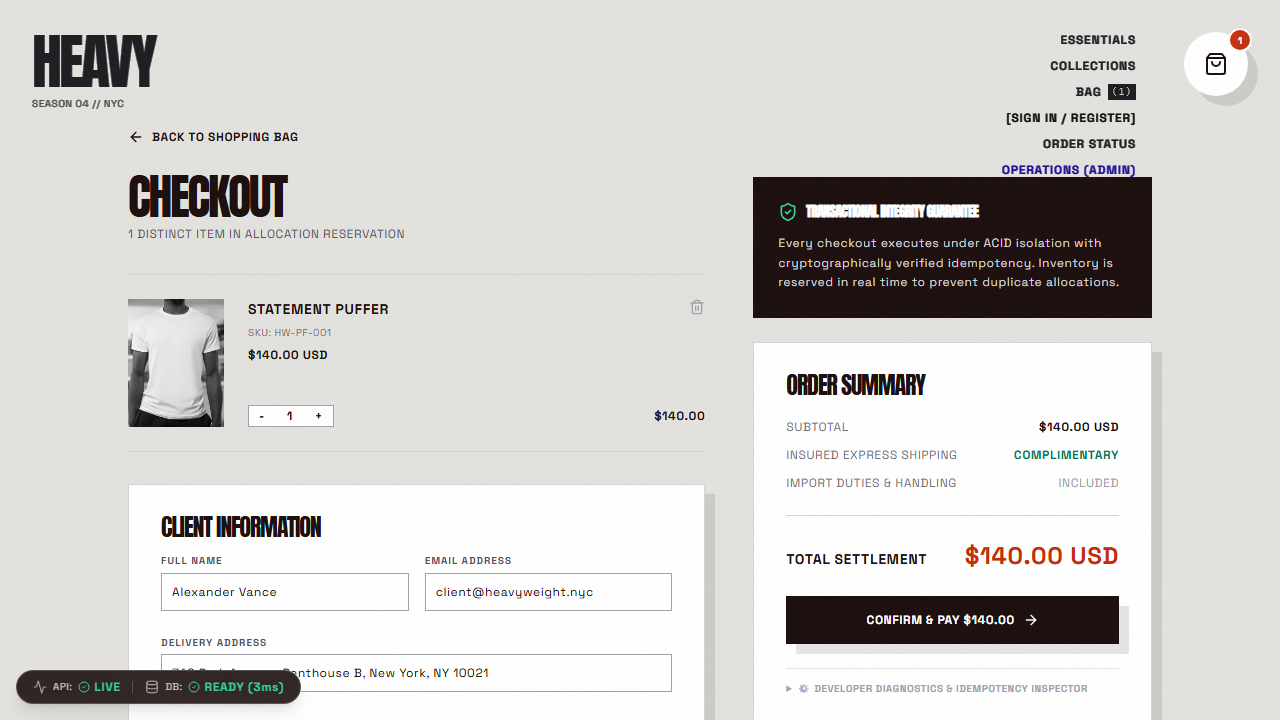 HEAVY
SEASON 04 // NYC
ESSENTIALS
COLLECTIONS
BAG (1)
[SIGN IN / REGISTER]
ORDER STATUS
OPERATIONS (ADMIN)
1
BACK TO SHOPPING BAG
CHECKOUT
1 DISTINCT ITEM IN ALLOCATION RESERVATION
STATEMENT PUFFER
SKU: HW-PF-001
$140.00 USD
- 1 +
$140.00
CLIENT INFORMATION
FULL NAME
EMAIL ADDRESS
Alexander Vance
client@heavyweight.nyc
DELIVERY ADDRESS
Penthouse B, New York, NY 10021
API: LIVE
DB: READY (3ms)
TRANSACTIONAL INTEGRITY GUARANTEE
Every checkout executes under ACID isolation with
cryptographically verified idempotency. Inventory is
reserved in real time to prevent duplicate allocations.
ORDER SUMMARY
SUBTOTAL $140.00 USD
INSURED EXPRESS SHIPPING COMPLIMENTARY
IMPORT DUTIES & HANDLING INCLUDED
TOTAL SETTLEMENT $140.00 USD
CONFIRM & PAY $140.00
DEVELOPER DIAGNOSTICS & IDEMPOTENCY INSPECTOR